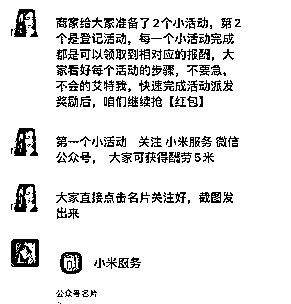 商家给大家准备了2个小活动，第2
个是登记活动，每一个小活动完成
都是可以领取到相对应的报酬，大
家看好每个活动的步骤，不要急。
不会的艾特我，快速完成活动派发
奖励后，咱们继续抢【红包】
第一个小活动 关注 小米服务 微信
公众号， 大家可获得酬劳5米
大家直接点击名片关注好，截图发
出来
小米服务
公众号名片